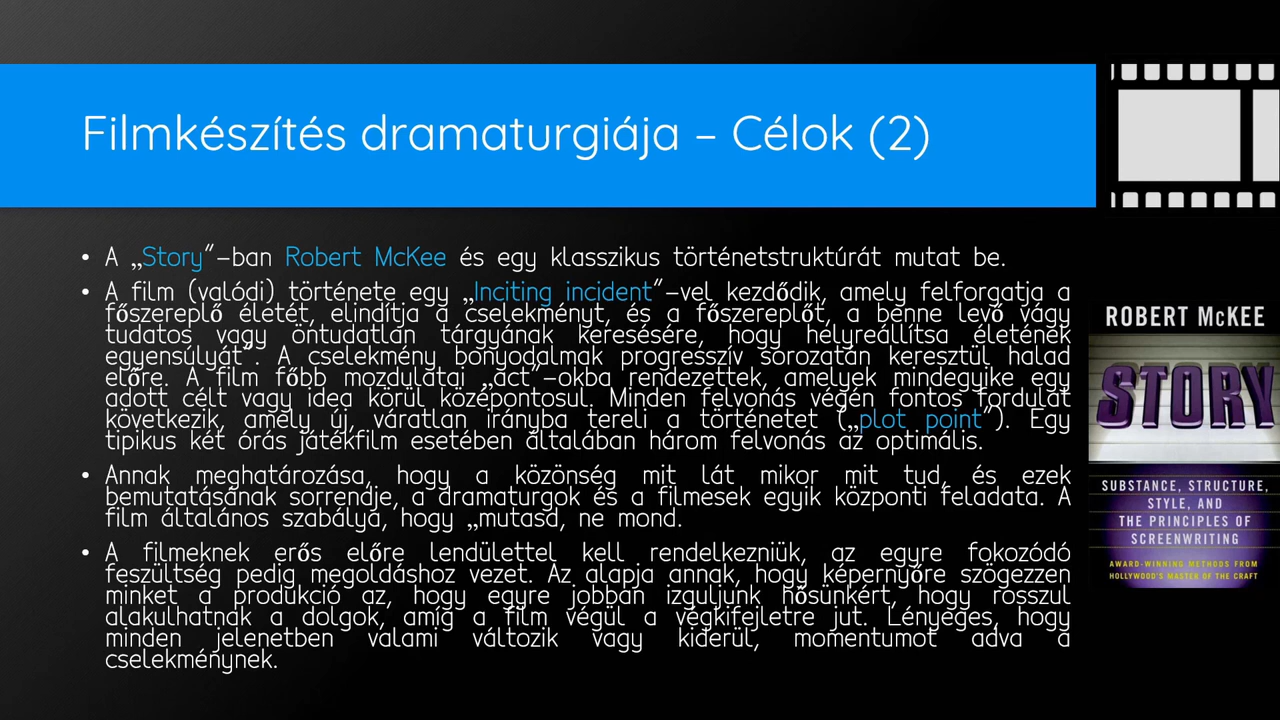 Filmkészítés dramaturgiája – Célok (2)
• A „Story"-ban Robert McKee és egy klasszikus történetstruktúrát mutat be.
• A film (valódi) története egy „Inciting incident"-vel kezdődik, amely felforgatja a
főszereplő életét, elindítja a cselekményt, és a főszereplőt, a benne levő vágy
tudatos vagy öntudatlan tárgyának keresésére, hogy helyreállítsa életének
egyensúlyát". A cselekmény bonyodalmak progresszív sorozatán keresztül halad
előre. A film főbb mozdulatai „act"-okba rendezettek, amelyek mindegyike egy
adott célt vagy idea körül középontosul. Minden felvonás végén fontos fordulat
következik, amely új, váratlan irányba tereli a történetet („plot point"). Egy
tipikus két órás játékfilm esetében általában három felvonás az optimális.
• Annak meghatározása, hogy a közönség mit lát mikor mit tud, és ezek
bemutatásának sorrendje, a dramaturgok és a filmesek egyik központi feladata. A
film általános szabálya, hogy „mutasd, ne mond.
• A filmeknek erős előre lendülettel kell rendelkezniük, az egyre fokozódó
feszültség pedig megoldáshoz vezet. Az alapja annak, hogy képernyőre szögezzen
minket a produkció az, hogy egyre jobban izguljunk hősünkért, hogy rosszul
alakulhatnak a dolgok, amíg a film végül a végkifejletre jut. Lényeges, hogy
minden jelenetben valami változik vagy kiderül, momentumot adva a
cselekménynek.
ROBERT McKEE
STORY
SUBSTANCE, STRUCTURE,
STYLE, AND
THE PRINCIPLES OF
SCREENWRITING
AWARD-WINNING METHODS FROM
HOLLYWOOD'S MASTER OF THE CRAFT